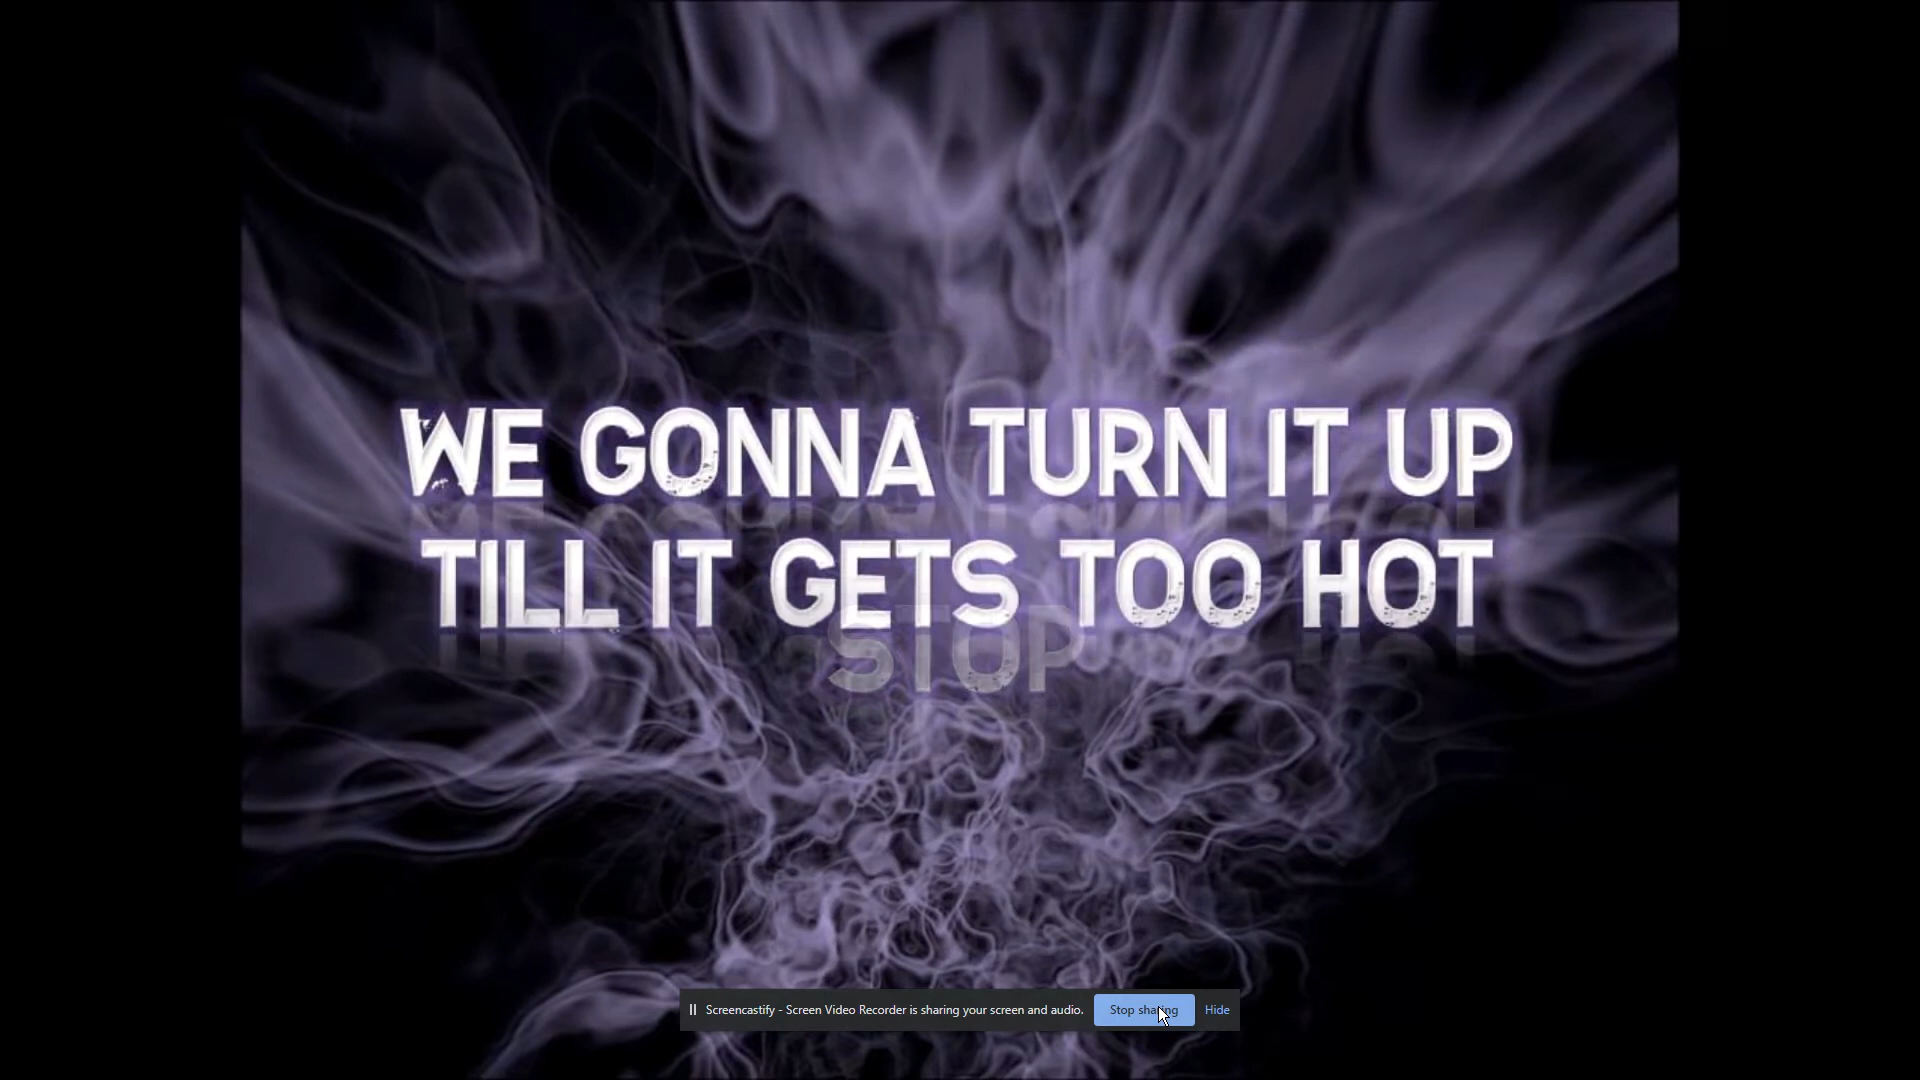 WE GONNA TURN IT UP
TILL IT GETS TOO HOT
STOP
Screencastify - Screen Video Recorder is sharing your screen and audio.
Stop sharing
Hide